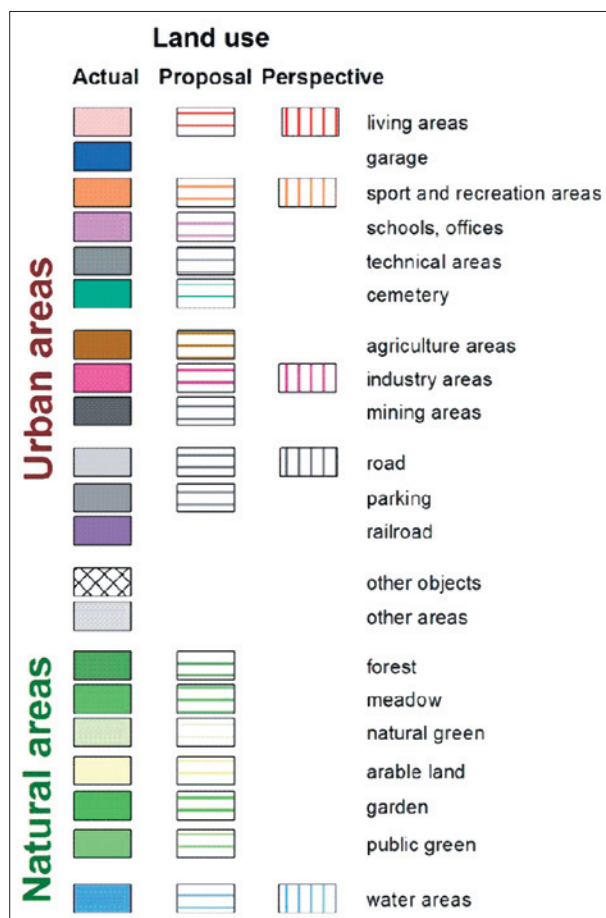 Land use
Actual Proposal Perspective
Urban areas
living areas
garage
sport and recreation areas
schools, offices
technical areas
cemetery
agriculture areas
industry areas
mining areas
road
parking
railroad
other objects
other areas
Natural areas
forest
meadow
natural green
arable land
garden
public green
water areas